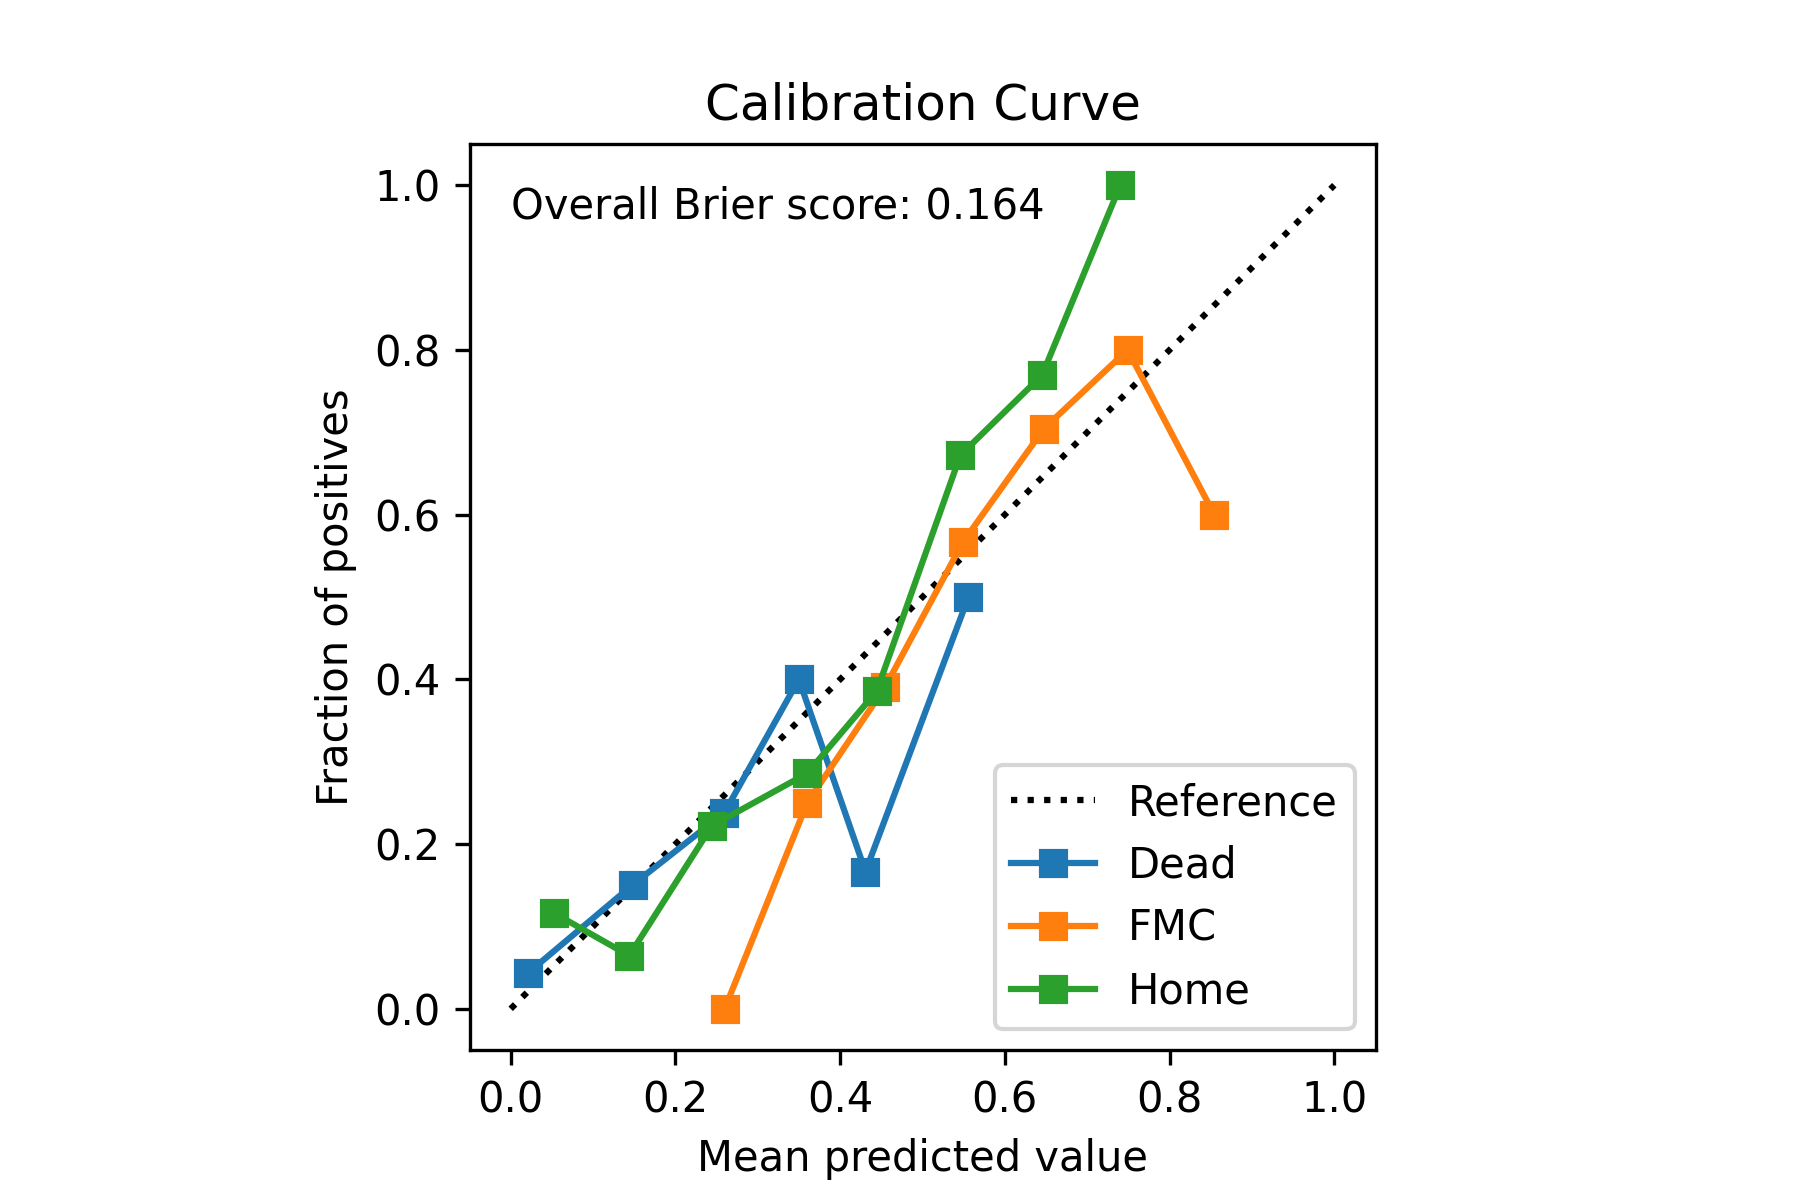 Calibration Curve
Overall Brier score: 0.164
1.0
0.8
0.6
0.4
0.2
0.0
Fraction of positives
Reference
Dead
FMC
Home
0.0 0.2 0.4 0.6 0.8 1.0
Mean predicted value